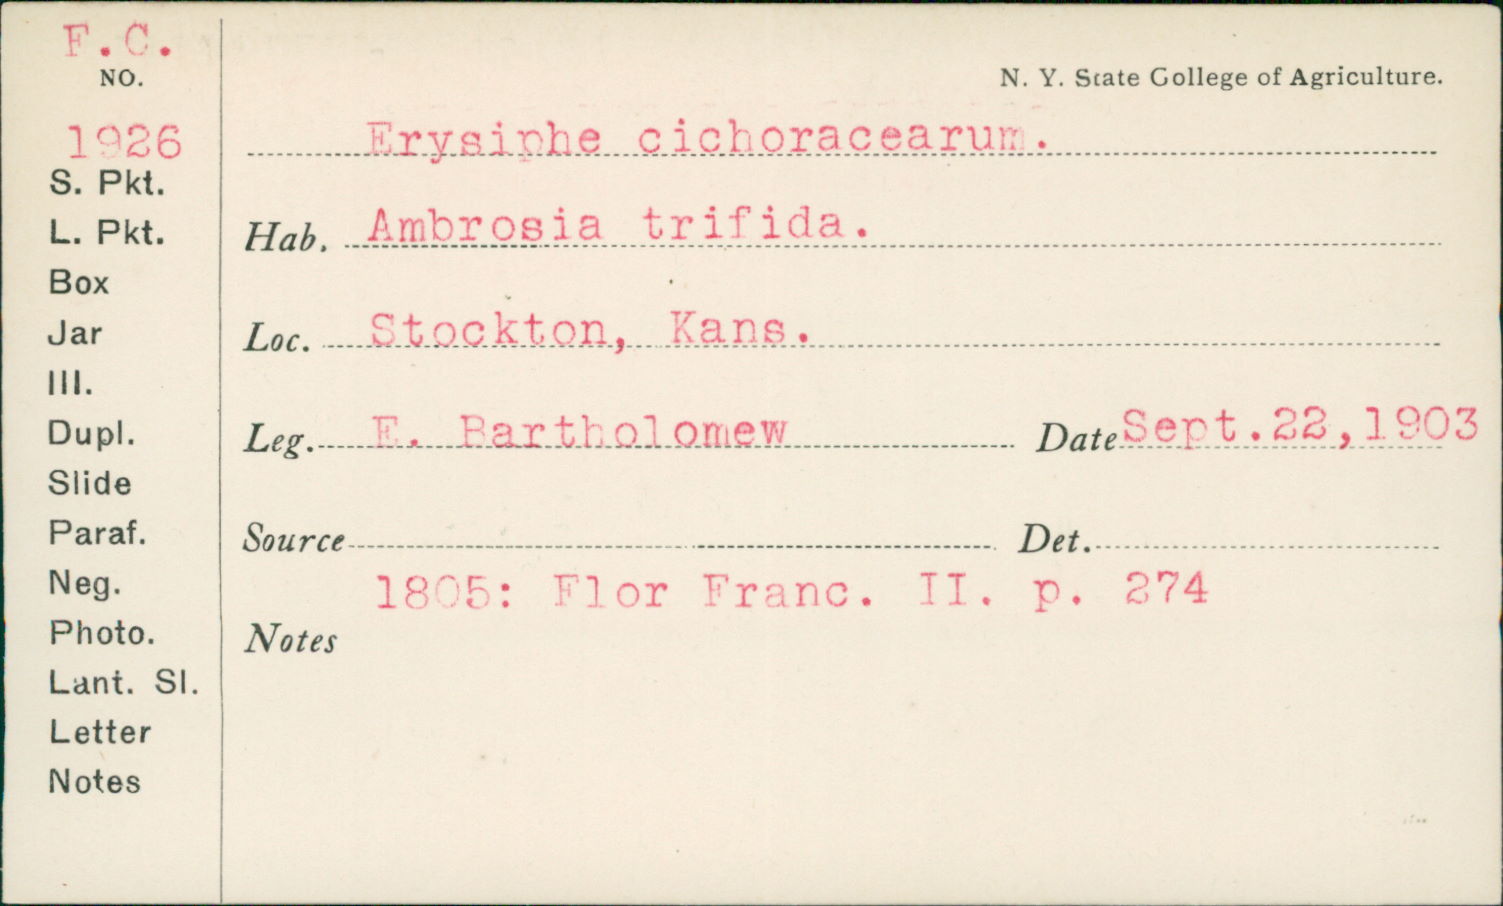 F.C.
NO.
1926
S. Pkt.
L. Pkt.
Box
Jar
Ill.
Dupl.
Slide
Paraf.
Neg.
Photo.
Lant. Sl.
Letter
Notes
N. Y. State College of Agriculture.
Erysiphe cichoracearum.
Hab. Ambrosia trifida.
Loc. Stockton, Kans.
Leg. E. Bartholomew Date Sept.22,1903
Source Det.
1805: Flor Franc. II. p. 274
Notes